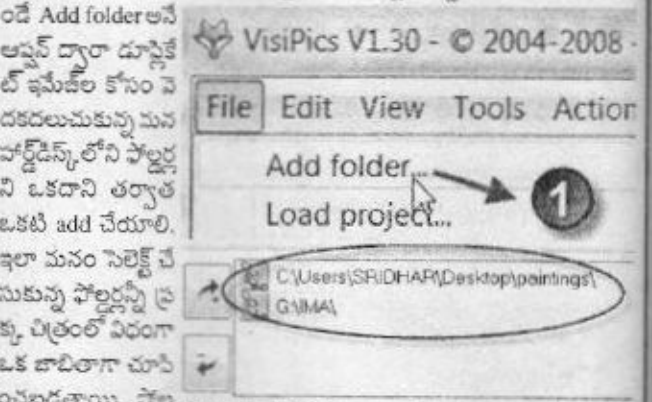 ండే Add folder అనే
ఆప్షన్ ద్వారా డూప్లికే
ట్ ఇమేజ్‌ల కోసం వె
దకదలుచుకున్న మన
హార్డ్‌డిస్క్‌లోని ఫోల్డర్ల
ని ఒకదాని తర్వాత
ఒకటి add చేయాలి.
ఇలా మనం సెలెక్ట్ చే
సుకున్న ఫోల్డర్లన్నీ ప్ర
క్క చిత్రంలో విధంగా
ఒక జాబితాగా చూపి
VisiPics V1.30 - © 2004-2008 -
File Edit View Tools Action
Add folder...
1
Load project...
C:\Users\SRIDHAR\Desktop\paintings\
G:\IMA\